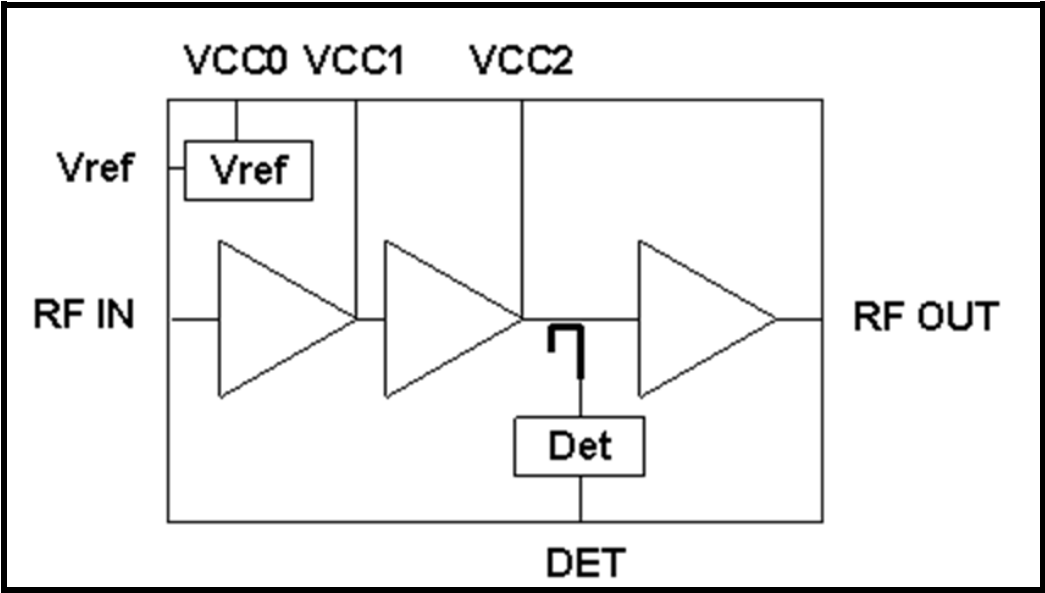 VCC0 VCC1 VCC2
Vref
Vref
RF IN
RF OUT
Det
DET